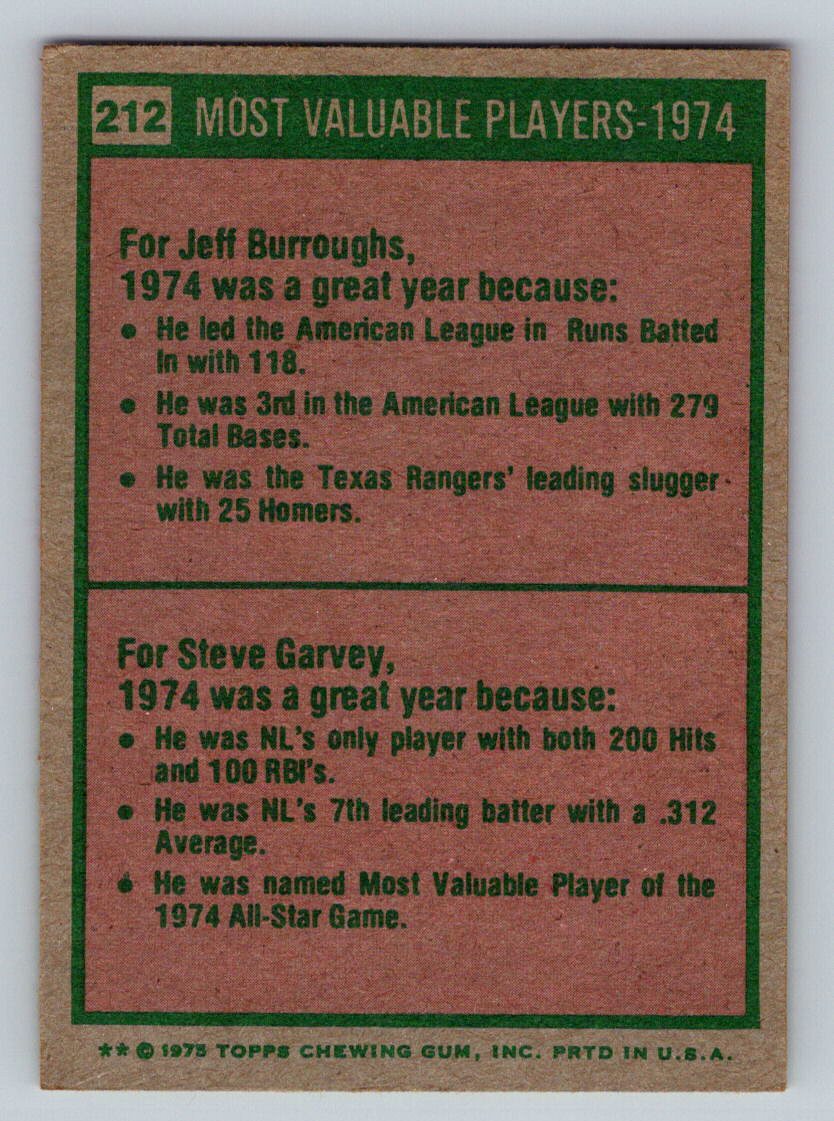 212 MOST VALUABLE PLAYERS-1974
For Jeff Burroughs,
1974 was a great year because:
● He led the American League in Runs Batted
In with 118.
● He was 3rd in the American League with 279
Total Bases.
● He was the Texas Rangers' leading slugger
with 25 Homers.
For Steve Garvey,
1974 was a great year because:
● He was NL's only player with both 200 Hits
and 100 RBI's.
● He was NL's 7th leading batter with a .312
Average.
● He was named Most Valuable Player of the
1974 All-Star Game.
** © 1975 TOPPS CHEWING GUM, INC. PRTD IN U.S.A.